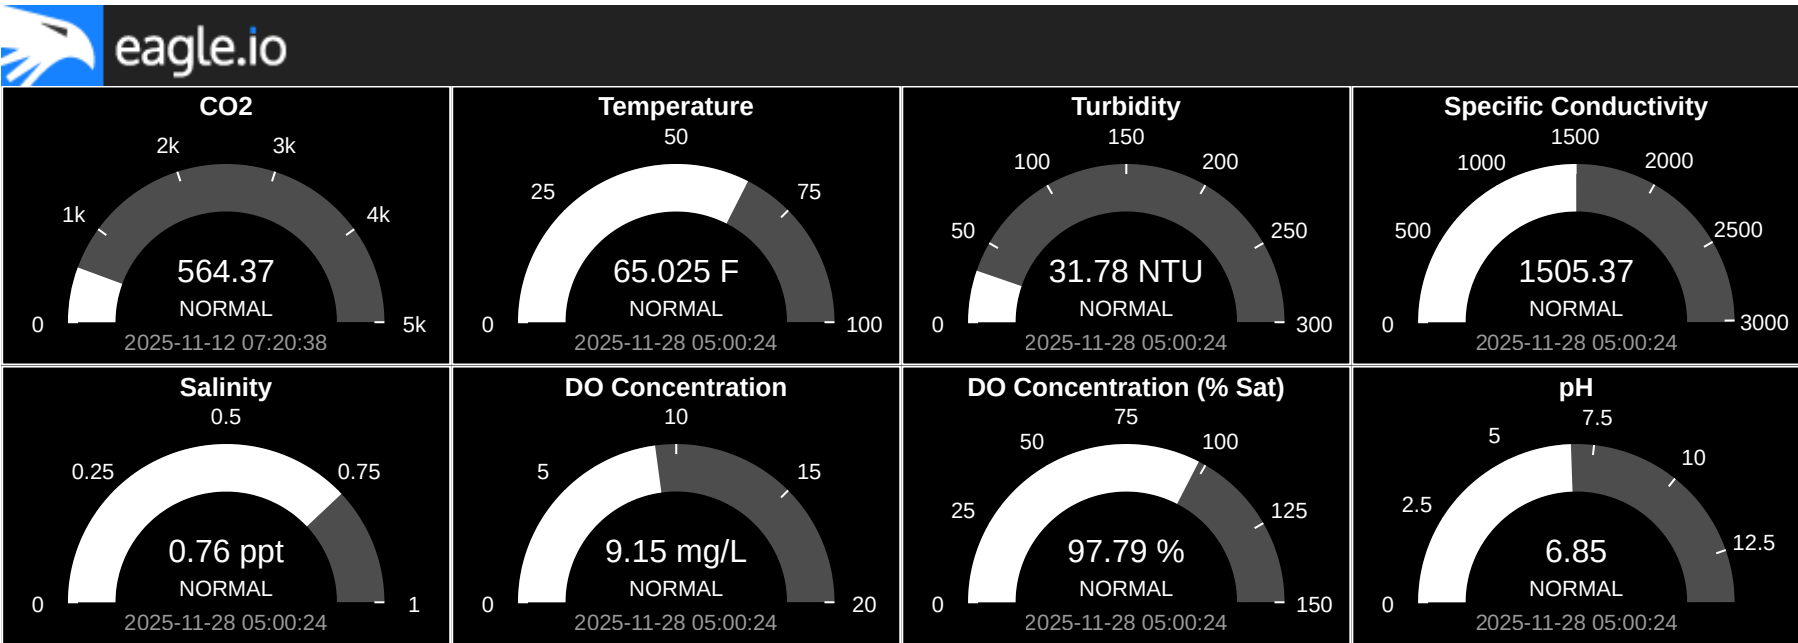 eagle.io
CO2
2k
3k
1k
4k
564.37
NORMAL
0
5k
2025-11-12 07:20:38
Temperature
50
25
75
65.025 F
NORMAL
0
100
2025-11-28 05:00:24
Turbidity
150
100
200
50
250
31.78 NTU
NORMAL
0
300
2025-11-28 05:00:24
Specific Conductivity
1500
1000
2000
500
2500
1505.37
NORMAL
0
3000
2025-11-28 05:00:24
Salinity
0.5
0.25
0.75
0.76 ppt
NORMAL
0
1
2025-11-28 05:00:24
DO Concentration
10
5
15
9.15 mg/L
NORMAL
0
20
2025-11-28 05:00:24
DO Concentration (% Sat)
75
50
100
25
125
97.79 %
NORMAL
0
150
2025-11-28 05:00:24
pH
7.5
5
10
2.5
12.5
6.85
NORMAL
0
2025-11-28 05:00:24